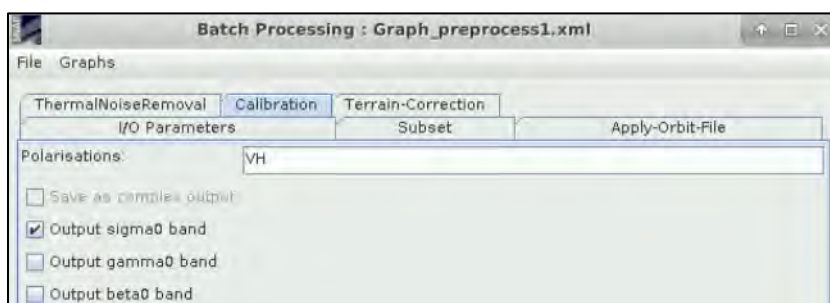 Batch Processing : Graph_preprocess1.xml
File Graphs
ThermalNoiseRemoval Calibration Terrain-Correction
I/O Parameters Subset Apply-Orbit-File
Polarisations: VH
Save as complex output
Output sigma0 band
Output gamma0 band
Output beta0 band